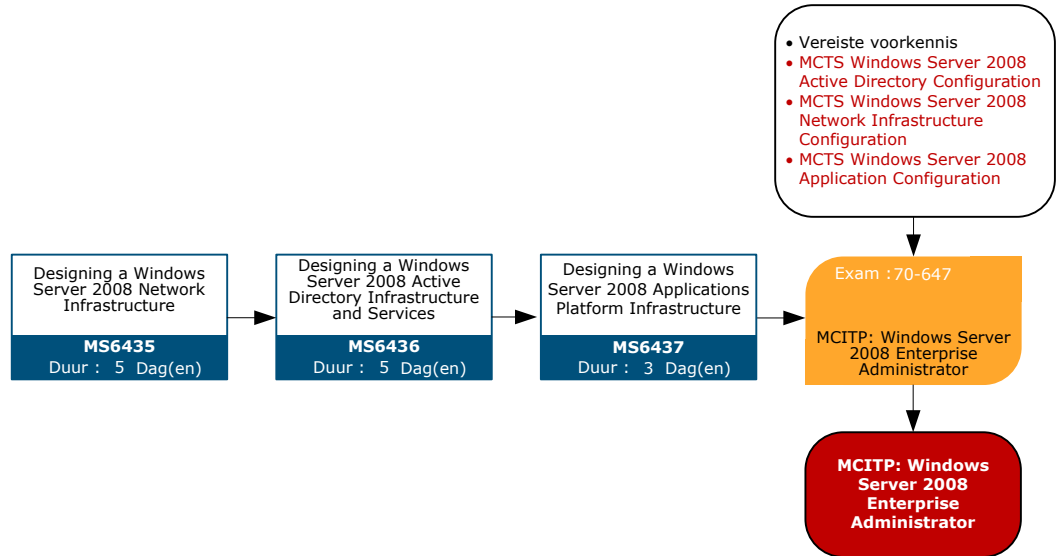 • Vereiste voorkennis
• MCTS Windows Server 2008
Active Directory Configuration
• MCTS Windows Server 2008
Network Infrastructure
Configuration
• MCTS Windows Server 2008
Application Configuration
Designing a Windows
Server 2008 Network
Infrastructure
MS6435
Duur : 5 Dag(en)
Designing a Windows
Server 2008 Active
Directory Infrastructure
and Services
MS6436
Duur : 5 Dag(en)
Designing a Windows
Server 2008 Applications
Platform Infrastructure
MS6437
Duur : 3 Dag(en)
Exam : 70-647
MCITP: Windows Server
2008 Enterprise
Administrator
MCITP: Windows
Server 2008
Enterprise
Administrator